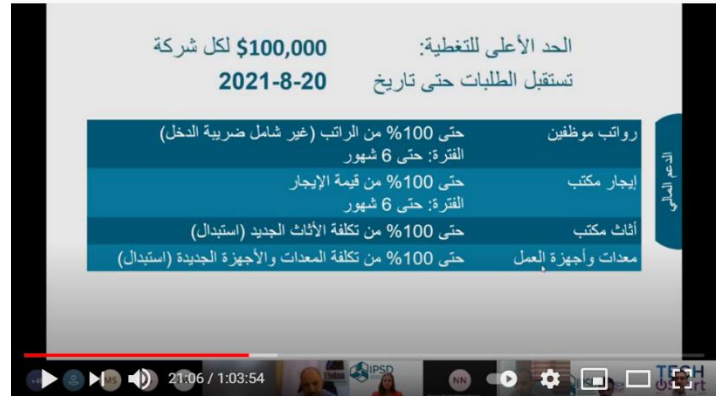 الحد الأعلى للتغطية: $100,000 لكل شركة
تستقبل الطلبات حتى تاريخ 2021-8-20
الدعم المالي
رواتب موظفين حتى 100% من الراتب (غير شامل ضريبة الدخل)
الفترة: حتى 6 شهور
إيجار مكتب حتى 100% من قيمة الإيجار
الفترة: حتى 6 شهور
أثاث مكتب حتى 100% من تكلفة الأثاث الجديد (استبدال)
معدات وأجهزة العمل حتى 100% من تكلفة المعدات والأجهزة الجديدة (استبدال)
21:06 / 1:03:54
MS
IPSD
NN
TECH